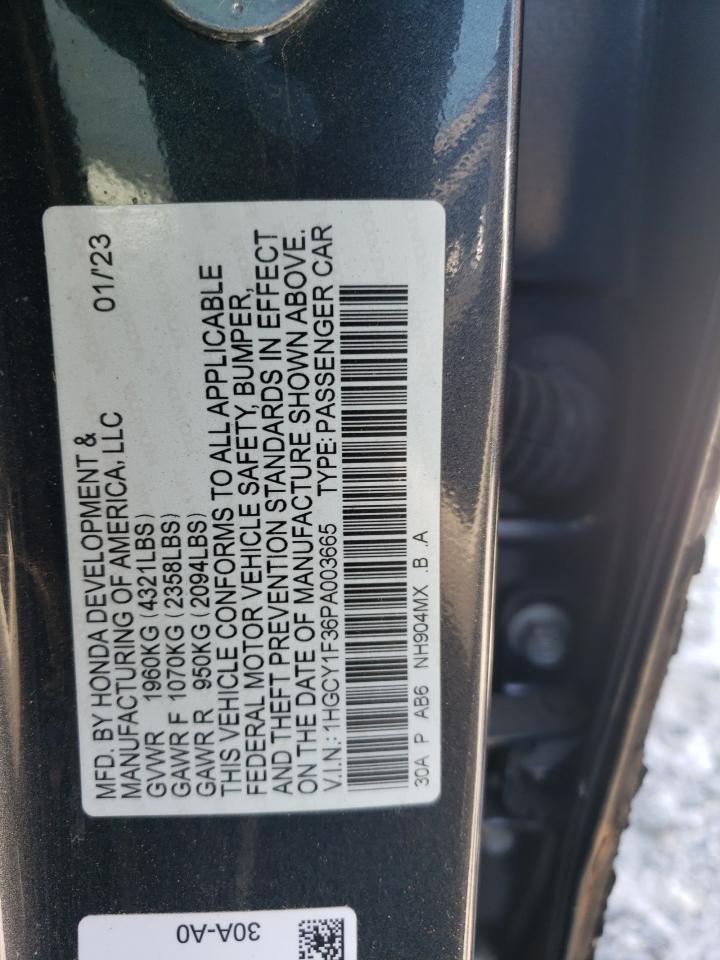 MFD. BY HONDA DEVELOPMENT & 01/'23
MANUFACTURING OF AMERICA, LLC
GVWR 1960KG (4321LBS)
GAWR F 1070KG (2358LBS)
GAWR R 950KG (2094LBS)
THIS VEHICLE CONFORMS TO ALL APPLICABLE
FEDERAL MOTOR VEHICLE SAFETY, BUMPER,
AND THEFT PREVENTION STANDARDS IN EFFECT
ON THE DATE OF MANUFACTURE SHOWN ABOVE.
V.I.N.: 1HGCY1F36PA003665 TYPE: PASSENGER CAR
30A P AB6 NH904MX .B .A
30A-A0